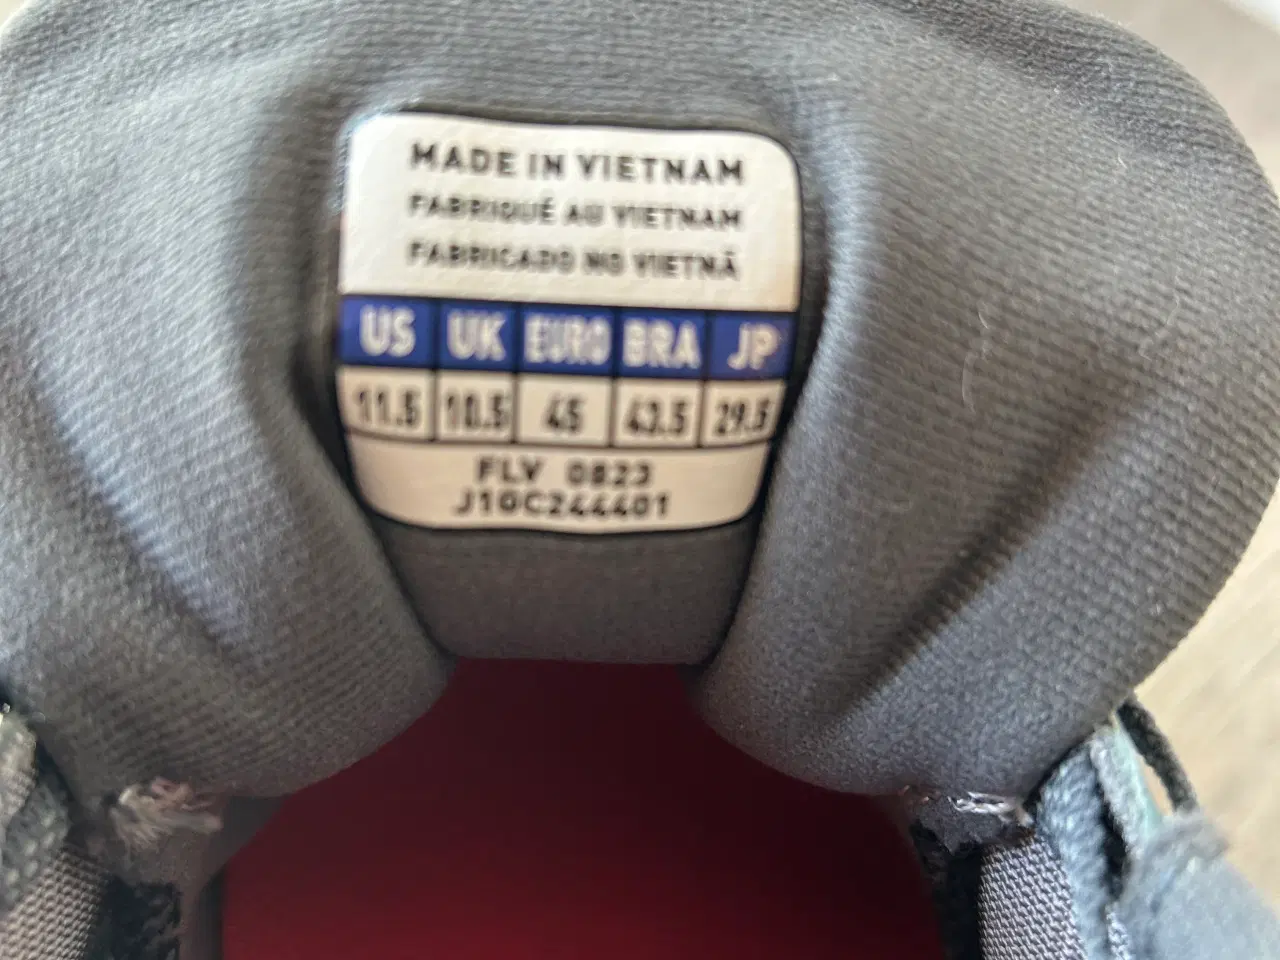 MADE IN VIETNAM
FABRIQUÉ AU VIETNAM
FABRICADO NO VIETNÃ
US UK EURO BRA JP
11.5 10.5 45 43.5 29.5
FLV 0823
J1GC244401